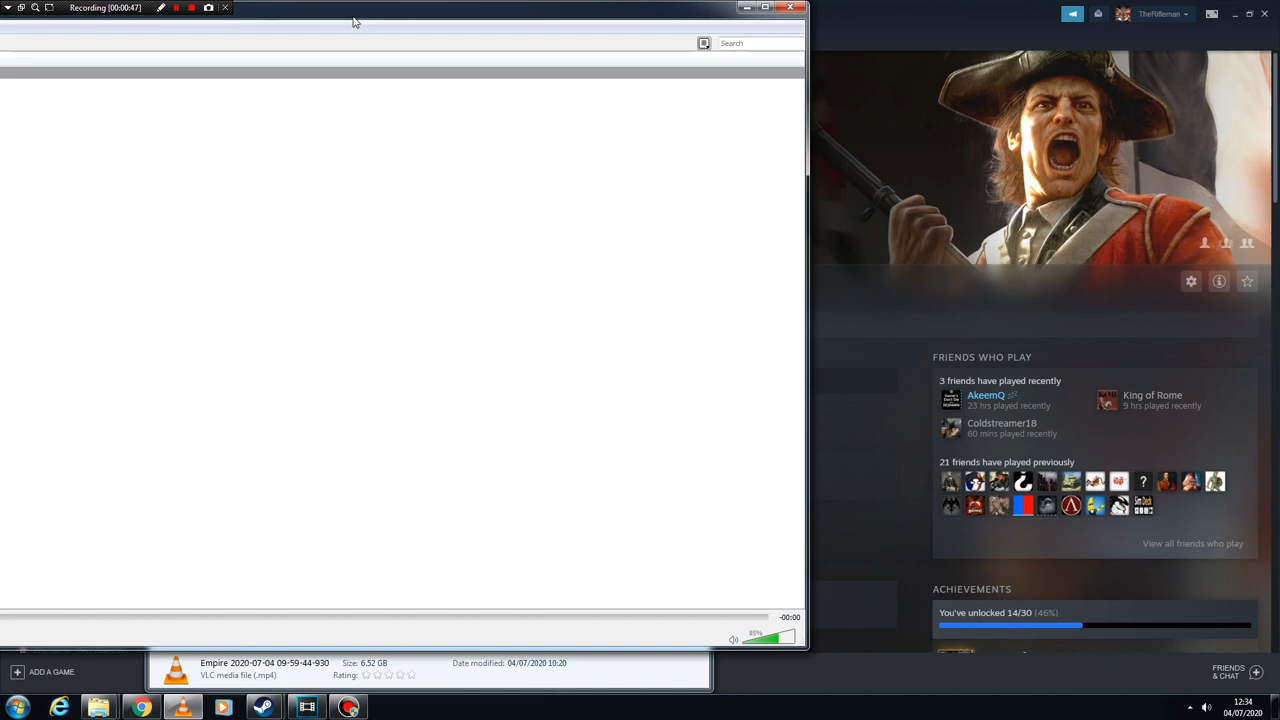 Recording [00:00:47]
TheRifleman
Search
FRIENDS WHO PLAY
3 friends have played recently
AkeemQ
23 hrs played recently
King of Rome
9 hrs played recently
Coldstreamer18
60 mins played recently
21 friends have played previously
View all friends who play
ACHIEVEMENTS
You've unlocked 14/30 (46%)
-00:00
85%
Empire 2020-07-04 09-59-44-930 Size: 6.52 GB Date modified: 04/07/2020 10:20
VLC media file (.mp4) Rating:
ADD A GAME
FRIENDS
& CHAT
12:34
04/07/2020